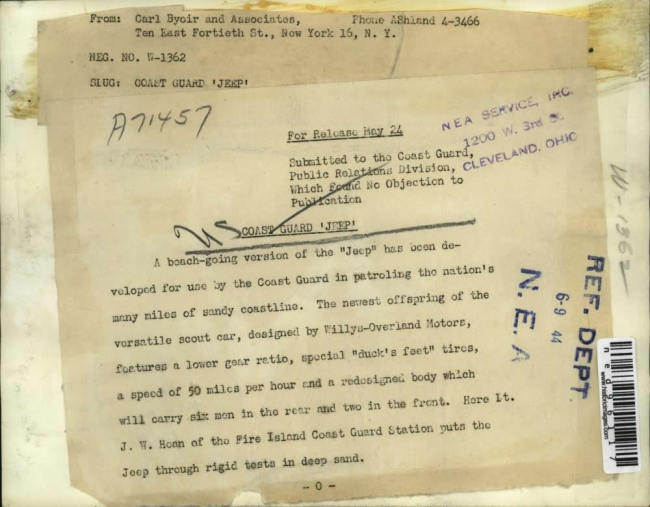 From: Carl Byoir and Associates, Phone AShland 4-3466
Ten East Fortieth St., New York 16, N. Y.
NEG. NO. W-1362
SLUG: COAST GUARD 'JEEP'
A71457
For Release May 24
NEA SERVICE, INC.
1200 W. 3rd St.
CLEVELAND, OHIO
Submitted to the Coast Guard,
Public Relations Division,
Which Found No Objection to
Publication
US COAST GUARD 'JEEP'
A beach-going version of the "Jeep" has been de-
veloped for use by the Coast Guard in patroling the nation's
many miles of sandy coastline. The newest offspring of the
versatile scout car, designed by Willys-Overland Motors,
features a lower gear ratio, special "duck's feet" tires,
a speed of 50 miles per hour and a redesigned body which
will carry six men in the rear and two in the front. Here Lt.
J. W. Hoan of the Fire Island Coast Guard Station puts the
Jeep through rigid tests in deep sand.
- 0 -
W-1362
REF. DEPT
6-9 44
N. E. A